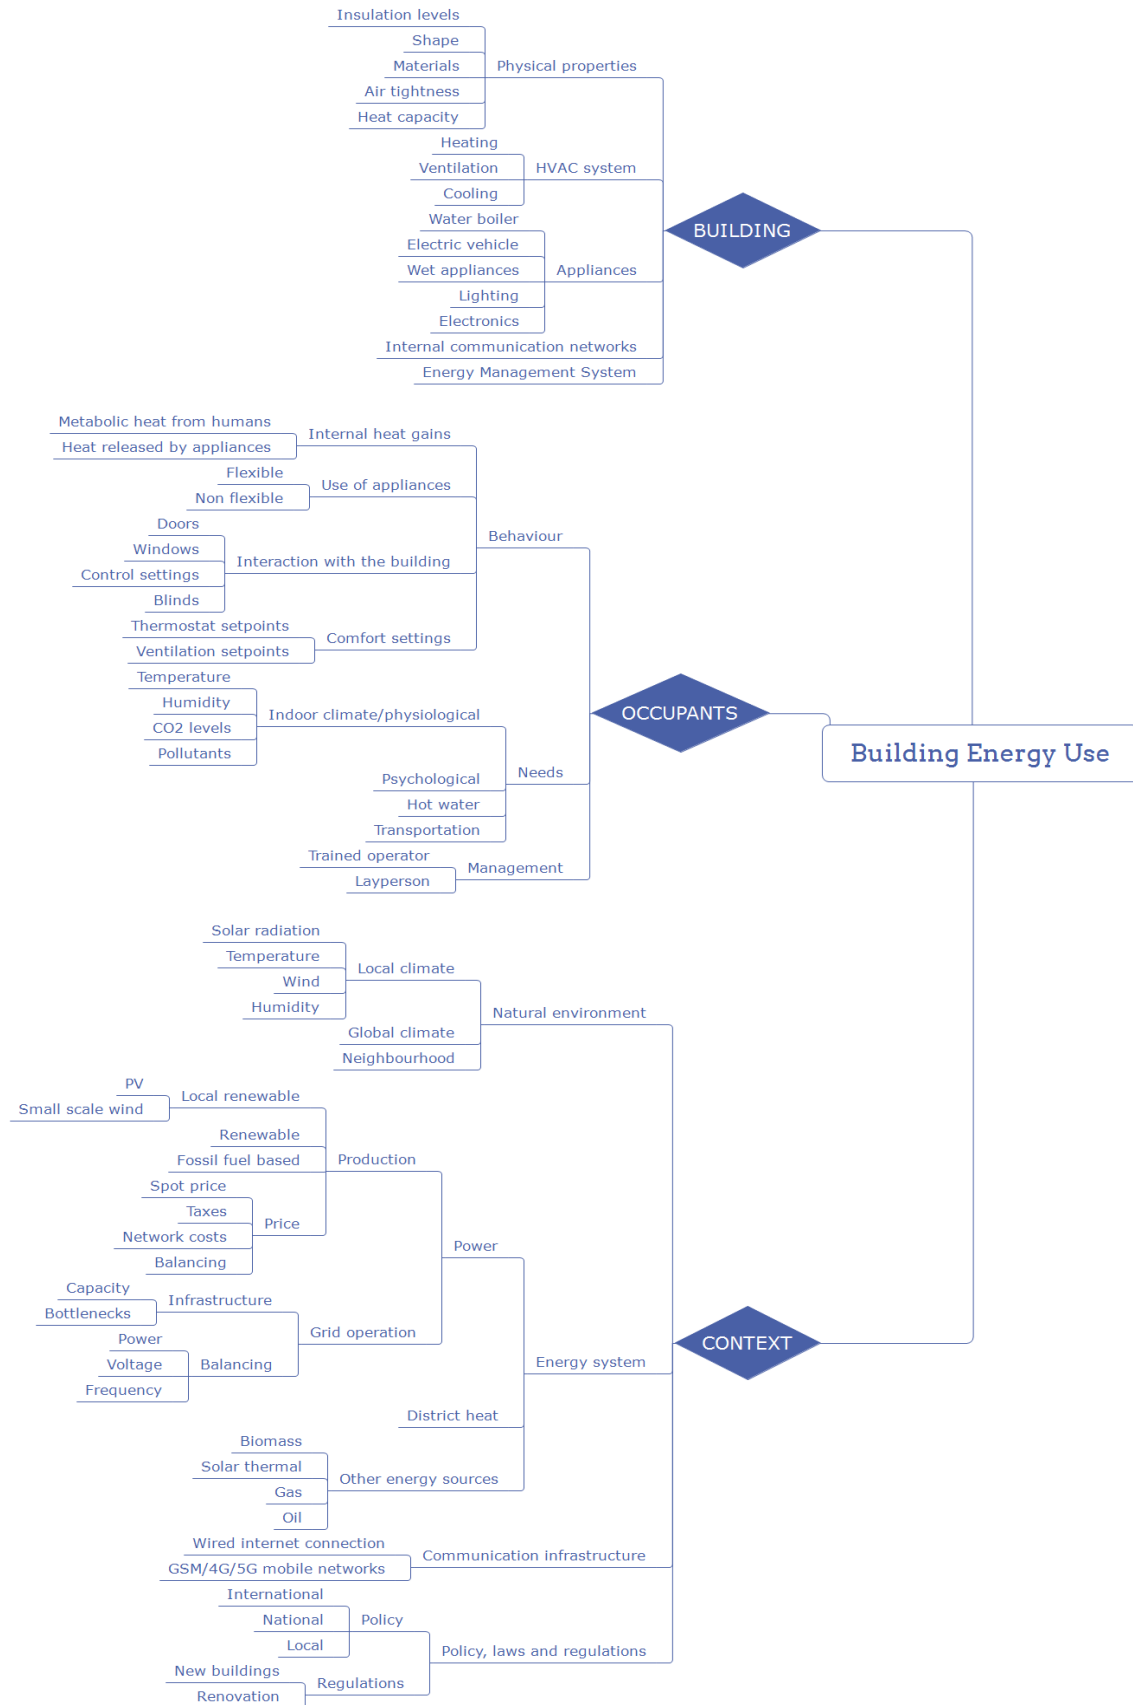 Insulation levels
Shape
Materials
Physical properties
Air tightness
Heat capacity
Heating
Ventilation
HVAC system
Cooling
Water boiler
BUILDING
Electric vehicle
Wet appliances
Appliances
Lighting
Electronics
Internal communication networks
Energy Management System
Metabolic heat from humans
Internal heat gains
Heat released by appliances
Flexible
Use of appliances
Non flexible
Doors
Behaviour
Windows
Interaction with the building
Control settings
Blinds
Thermostat setpoints
Comfort settings
Ventilation setpoints
Temperature
Humidity
Indoor climate/physiological
OCCUPANTS
CO2 levels
Pollutants
Building Energy Use
Needs
Psychological
Hot water
Transportation
Trained operator
Management
Layperson
Solar radiation
Temperature
Local climate
Wind
Humidity
Natural environment
Global climate
Neighbourhood
PV
Local renewable
Small scale wind
Renewable
Fossil fuel based
Production
Spot price
Taxes
Price
Network costs
Power
Balancing
Capacity
Infrastructure
Bottlenecks
Grid operation
Power
CONTEXT
Voltage
Balancing
Energy system
Frequency
District heat
Biomass
Solar thermal
Other energy sources
Gas
Oil
Wired internet connection
Communication infrastructure
GSM/4G/5G mobile networks
International
National
Policy
Local
Policy, laws and regulations
New buildings
Regulations
Renovation